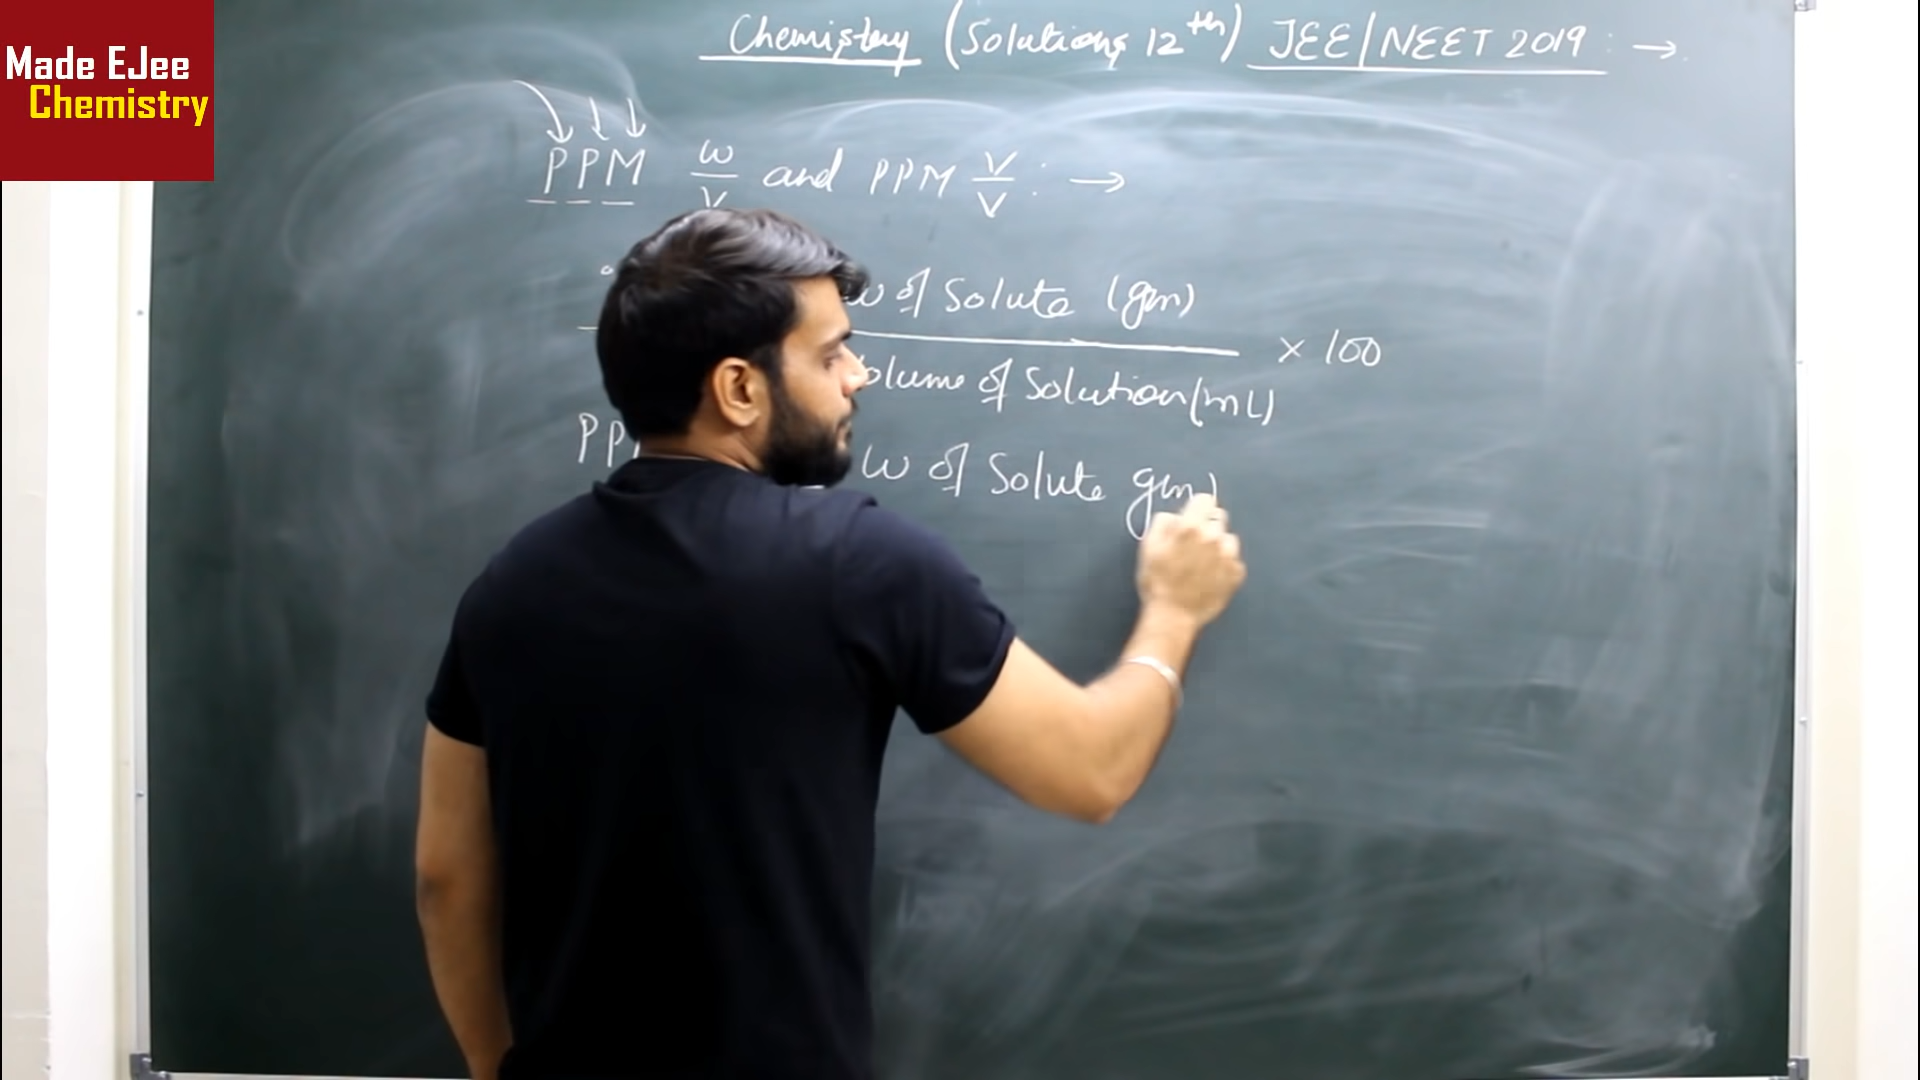 Made EJee
Chemistry
Chemistry (Solutions 12th) JEE/NEET 2019 : →
PPM w/v and PPM v/v : →
w of Solute (gm)
olume of Solution(mL) × 100
PP w of Solute gm)